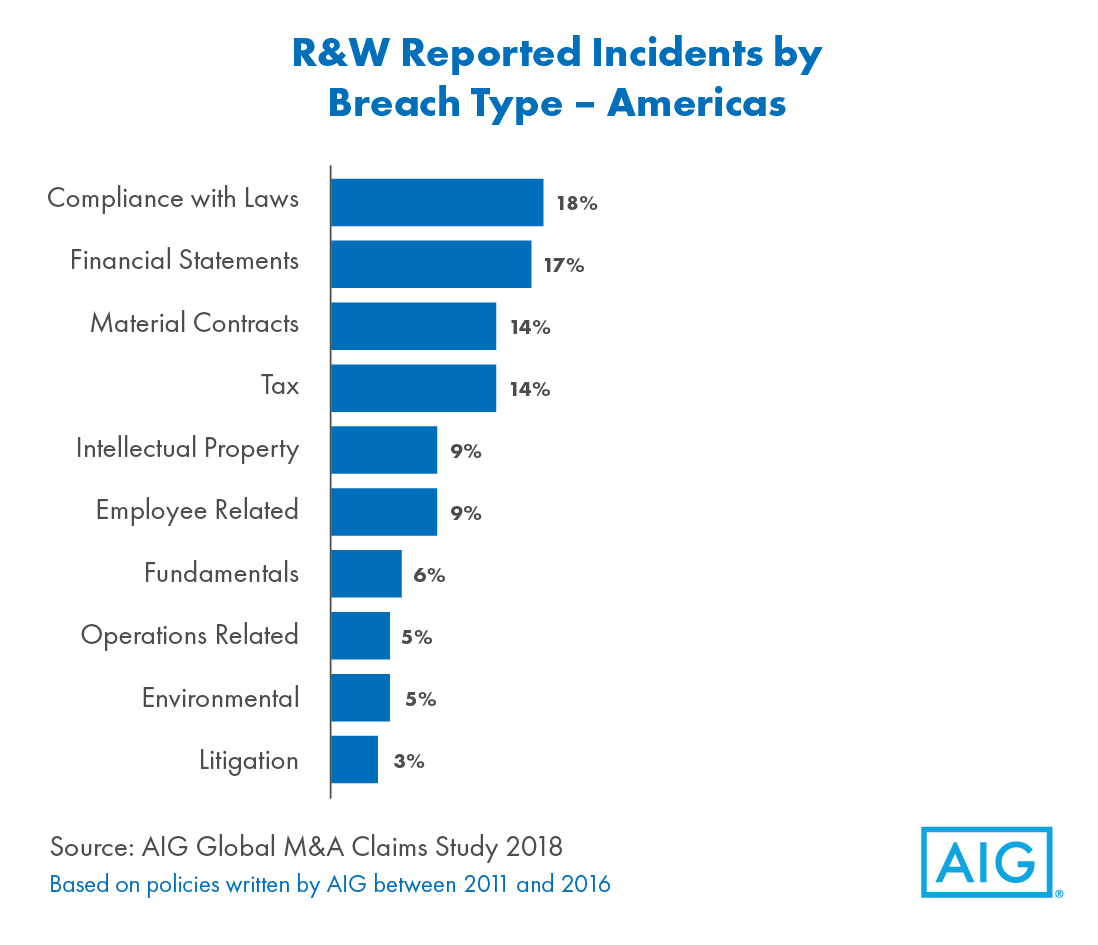 R&W Reported Incidents by
Breach Type – Americas
Compliance with Laws 18%
Financial Statements 17%
Material Contracts 14%
Tax 14%
Intellectual Property 9%
Employee Related 9%
Fundamentals 6%
Operations Related 5%
Environmental 5%
Litigation 3%
Source: AIG Global M&A Claims Study 2018
Based on policies written by AIG between 2011 and 2016
AIG®